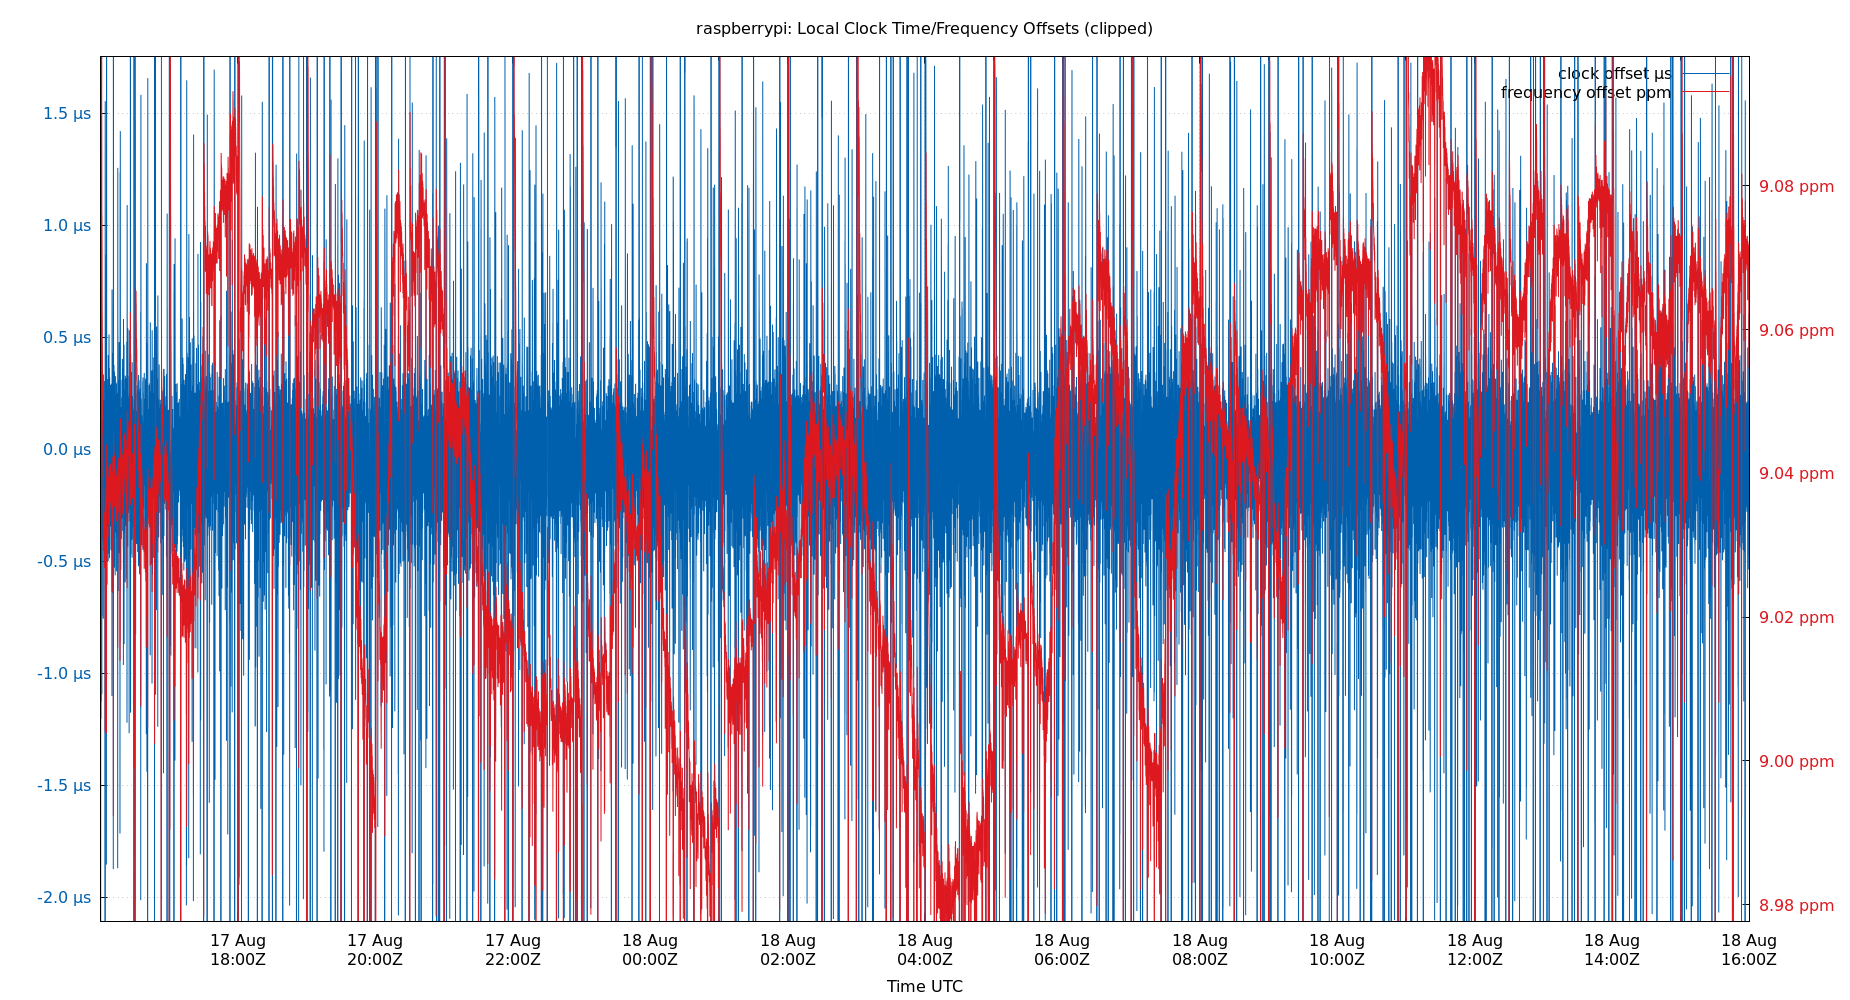 raspberrypi: Local Clock Time/Frequency Offsets (clipped)
clock offset µs
frequency offset ppm
1.5 µs
1.0 µs
0.5 µs
0.0 µs
-0.5 µs
-1.0 µs
-1.5 µs
-2.0 µs
9.08 ppm
9.06 ppm
9.04 ppm
9.02 ppm
9.00 ppm
8.98 ppm
17 Aug 17 Aug 17 Aug 18 Aug 18 Aug 18 Aug 18 Aug 18 Aug 18 Aug 18 Aug 18 Aug 18 Aug
18:00Z 20:00Z 22:00Z 00:00Z 02:00Z 04:00Z 06:00Z 08:00Z 10:00Z 12:00Z 14:00Z 16:00Z
Time UTC